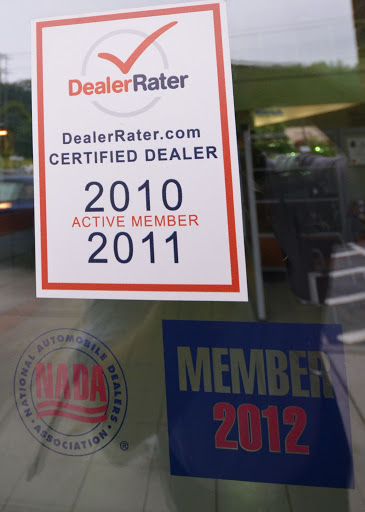 DealerRater
DealerRater.com
CERTIFIED DEALER
2010
ACTIVE MEMBER
2011
NATIONAL AUTOMOBILE DEALERS
NADA
ASSOCIATION
®
MEMBER
2012